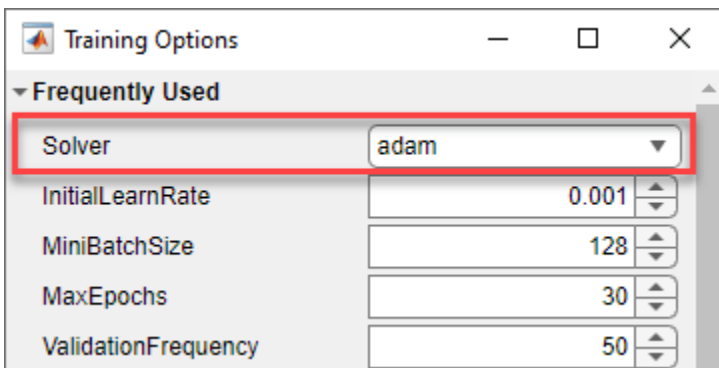 Training Options
Frequently Used
Solver adam
InitialLearnRate 0.001
MiniBatchSize 128
MaxEpochs 30
ValidationFrequency 50